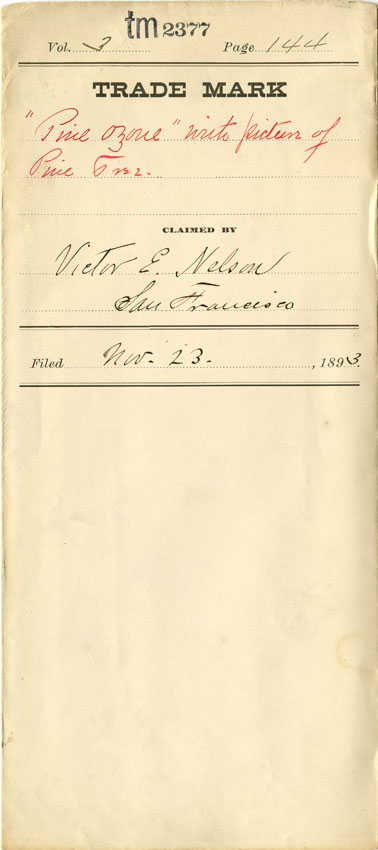 tm 2377
Vol. 3 Page 144
TRADE MARK
"Pine Ozone" with picture of
Pine Tree.
CLAIMED BY
Victor E. Nelson
San Francisco
Filed Nov. 23. , 1893.